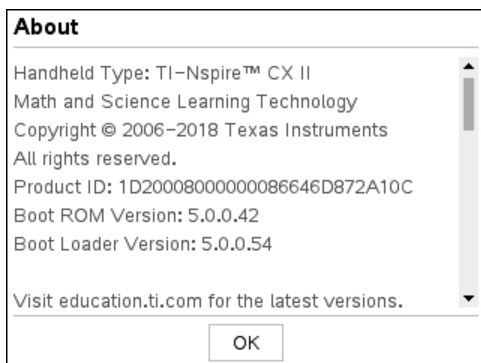 About
Handheld Type: TI-Nspire™ CX II
Math and Science Learning Technology
Copyright © 2006-2018 Texas Instruments
All rights reserved.
Product ID: 1D20008000000086646D872A10C
Boot ROM Version: 5.0.0.42
Boot Loader Version: 5.0.0.54
Visit education.ti.com for the latest versions.
OK